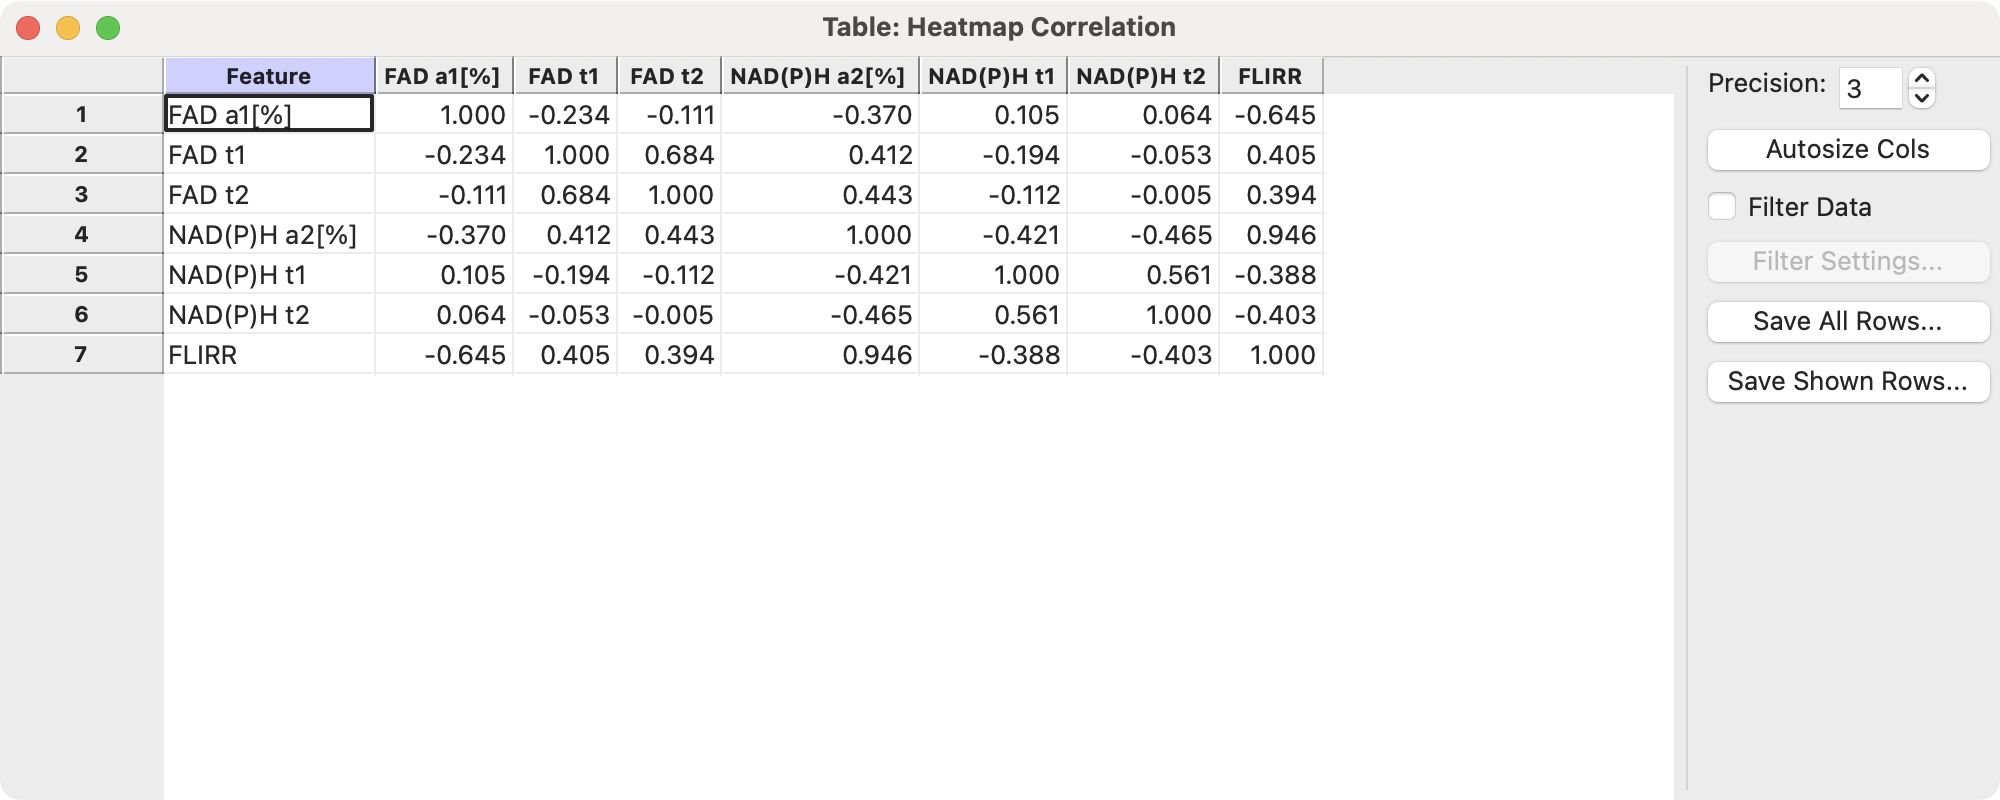 Table: Heatmap Correlation
Feature FAD a1[%] FAD t1 FAD t2 NAD(P)H a2[%] NAD(P)H t1 NAD(P)H t2 FLIRR
1 FAD a1[%] 1.000 -0.234 -0.111 -0.370 0.105 0.064 -0.645
2 FAD t1 -0.234 1.000 0.684 0.412 -0.194 -0.053 0.405
3 FAD t2 -0.111 0.684 1.000 0.443 -0.112 -0.005 0.394
4 NAD(P)H a2[%] -0.370 0.412 0.443 1.000 -0.421 -0.465 0.946
5 NAD(P)H t1 0.105 -0.194 -0.112 -0.421 1.000 0.561 -0.388
6 NAD(P)H t2 0.064 -0.053 -0.005 -0.465 0.561 1.000 -0.403
7 FLIRR -0.645 0.405 0.394 0.946 -0.388 -0.403 1.000
Precision: 3
Autosize Cols
Filter Data
Filter Settings...
Save All Rows...
Save Shown Rows...